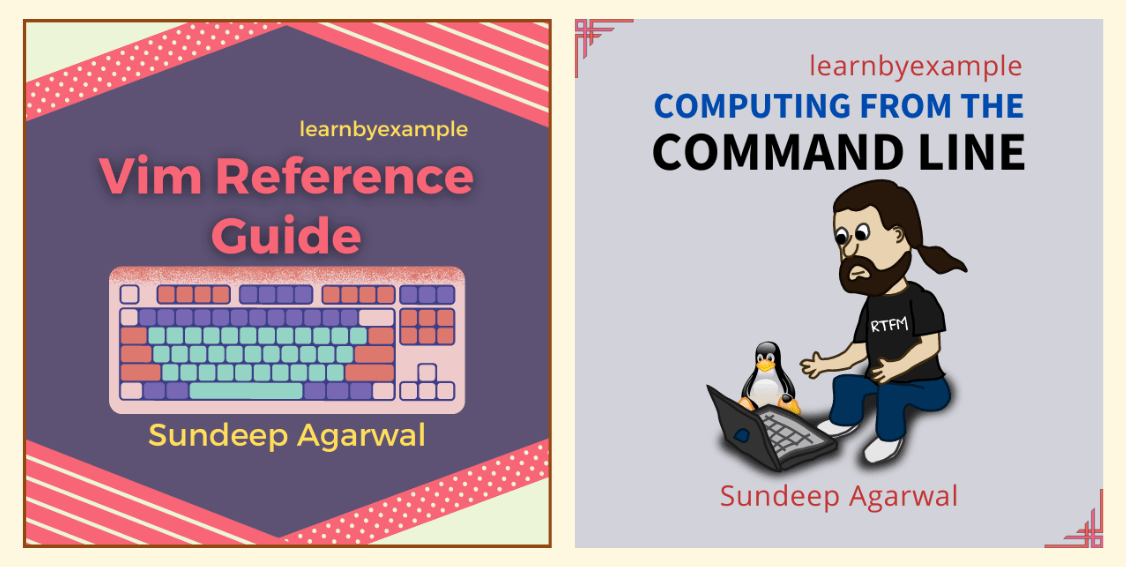 learnbyexample
Vim Reference
Guide
Sundeep Agarwal
learnbyexample
COMPUTING FROM THE
COMMAND LINE
RTFM
Sundeep Agarwal